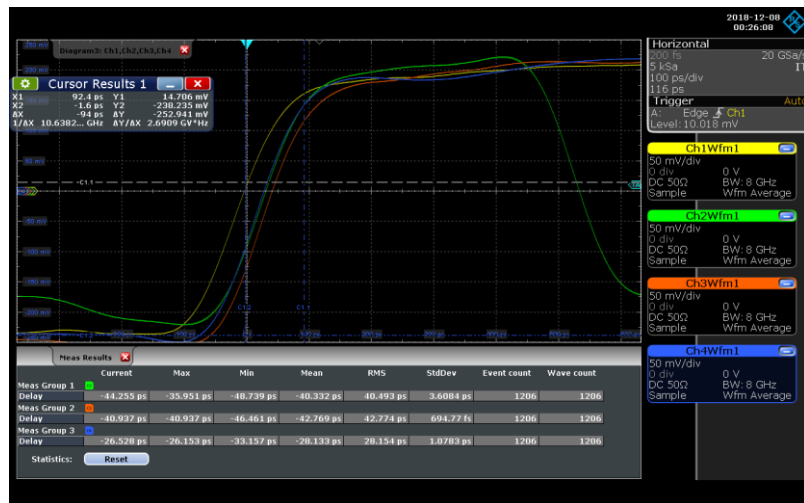 2018-12-08
00:26:08
Diagram3: Ch1,Ch2,Ch3,Ch4
Cursor Results 1
X1 92.4 ps Y1 14.706 mV
X2 -1.6 ps Y2 -238.235 mV
ΔX -94 ps ΔY -252.941 mV
1/ΔX 10.6382... GHz ΔY/ΔX 2.6909 GV*Hz
C1.1
C1.2
C1.1
Horizontal
200 fs 20 GSa/s
5 kSa
100 ps/div
116 ps
Trigger Auto
A: Edge Ch1
Level: 10.018 mV
Ch1Wfm1
50 mV/div
0 div 0 V
DC 50Ω BW: 8 GHz
Sample Wfm Average
Ch2Wfm1
50 mV/div
0 div 0 V
DC 50Ω BW: 8 GHz
Sample Wfm Average
Ch3Wfm1
50 mV/div
0 div 0 V
DC 50Ω BW: 8 GHz
Sample Wfm Average
Ch4Wfm1
50 mV/div
0 div 0 V
DC 50Ω BW: 8 GHz
Sample Wfm Average
Meas Results
Current Max Min Mean RMS StdDev Event count Wave count
Meas Group 1
Delay -44.255 ps -35.951 ps -48.739 ps -40.332 ps 40.493 ps 3.6084 ps 1206 1206
Meas Group 2
Delay -40.937 ps -40.937 ps -46.461 ps -42.769 ps 42.774 ps 694.77 fs 1206 1206
Meas Group 3
Delay -26.528 ps -26.153 ps -33.157 ps -28.133 ps 28.154 ps 1.0783 ps 1206 1206
Statistics: Reset